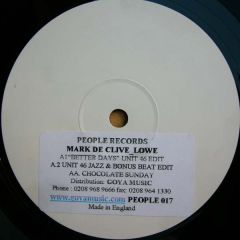 PEOPLE RECORDS
MARK DE CLIVE_LOWE
A1"BETTER DAYS" UNIT 46 EDIT
A.2 UNIT 46 JAZZ & BONUS BEAT EDIT
AA. CHOCOLATE SUNDAY
Distribution: GOYA MUSIC
Phone : 0208 968 9666 fax: 0208 964 1330
www.goyamusic.com PEOPLE 017
Made in England